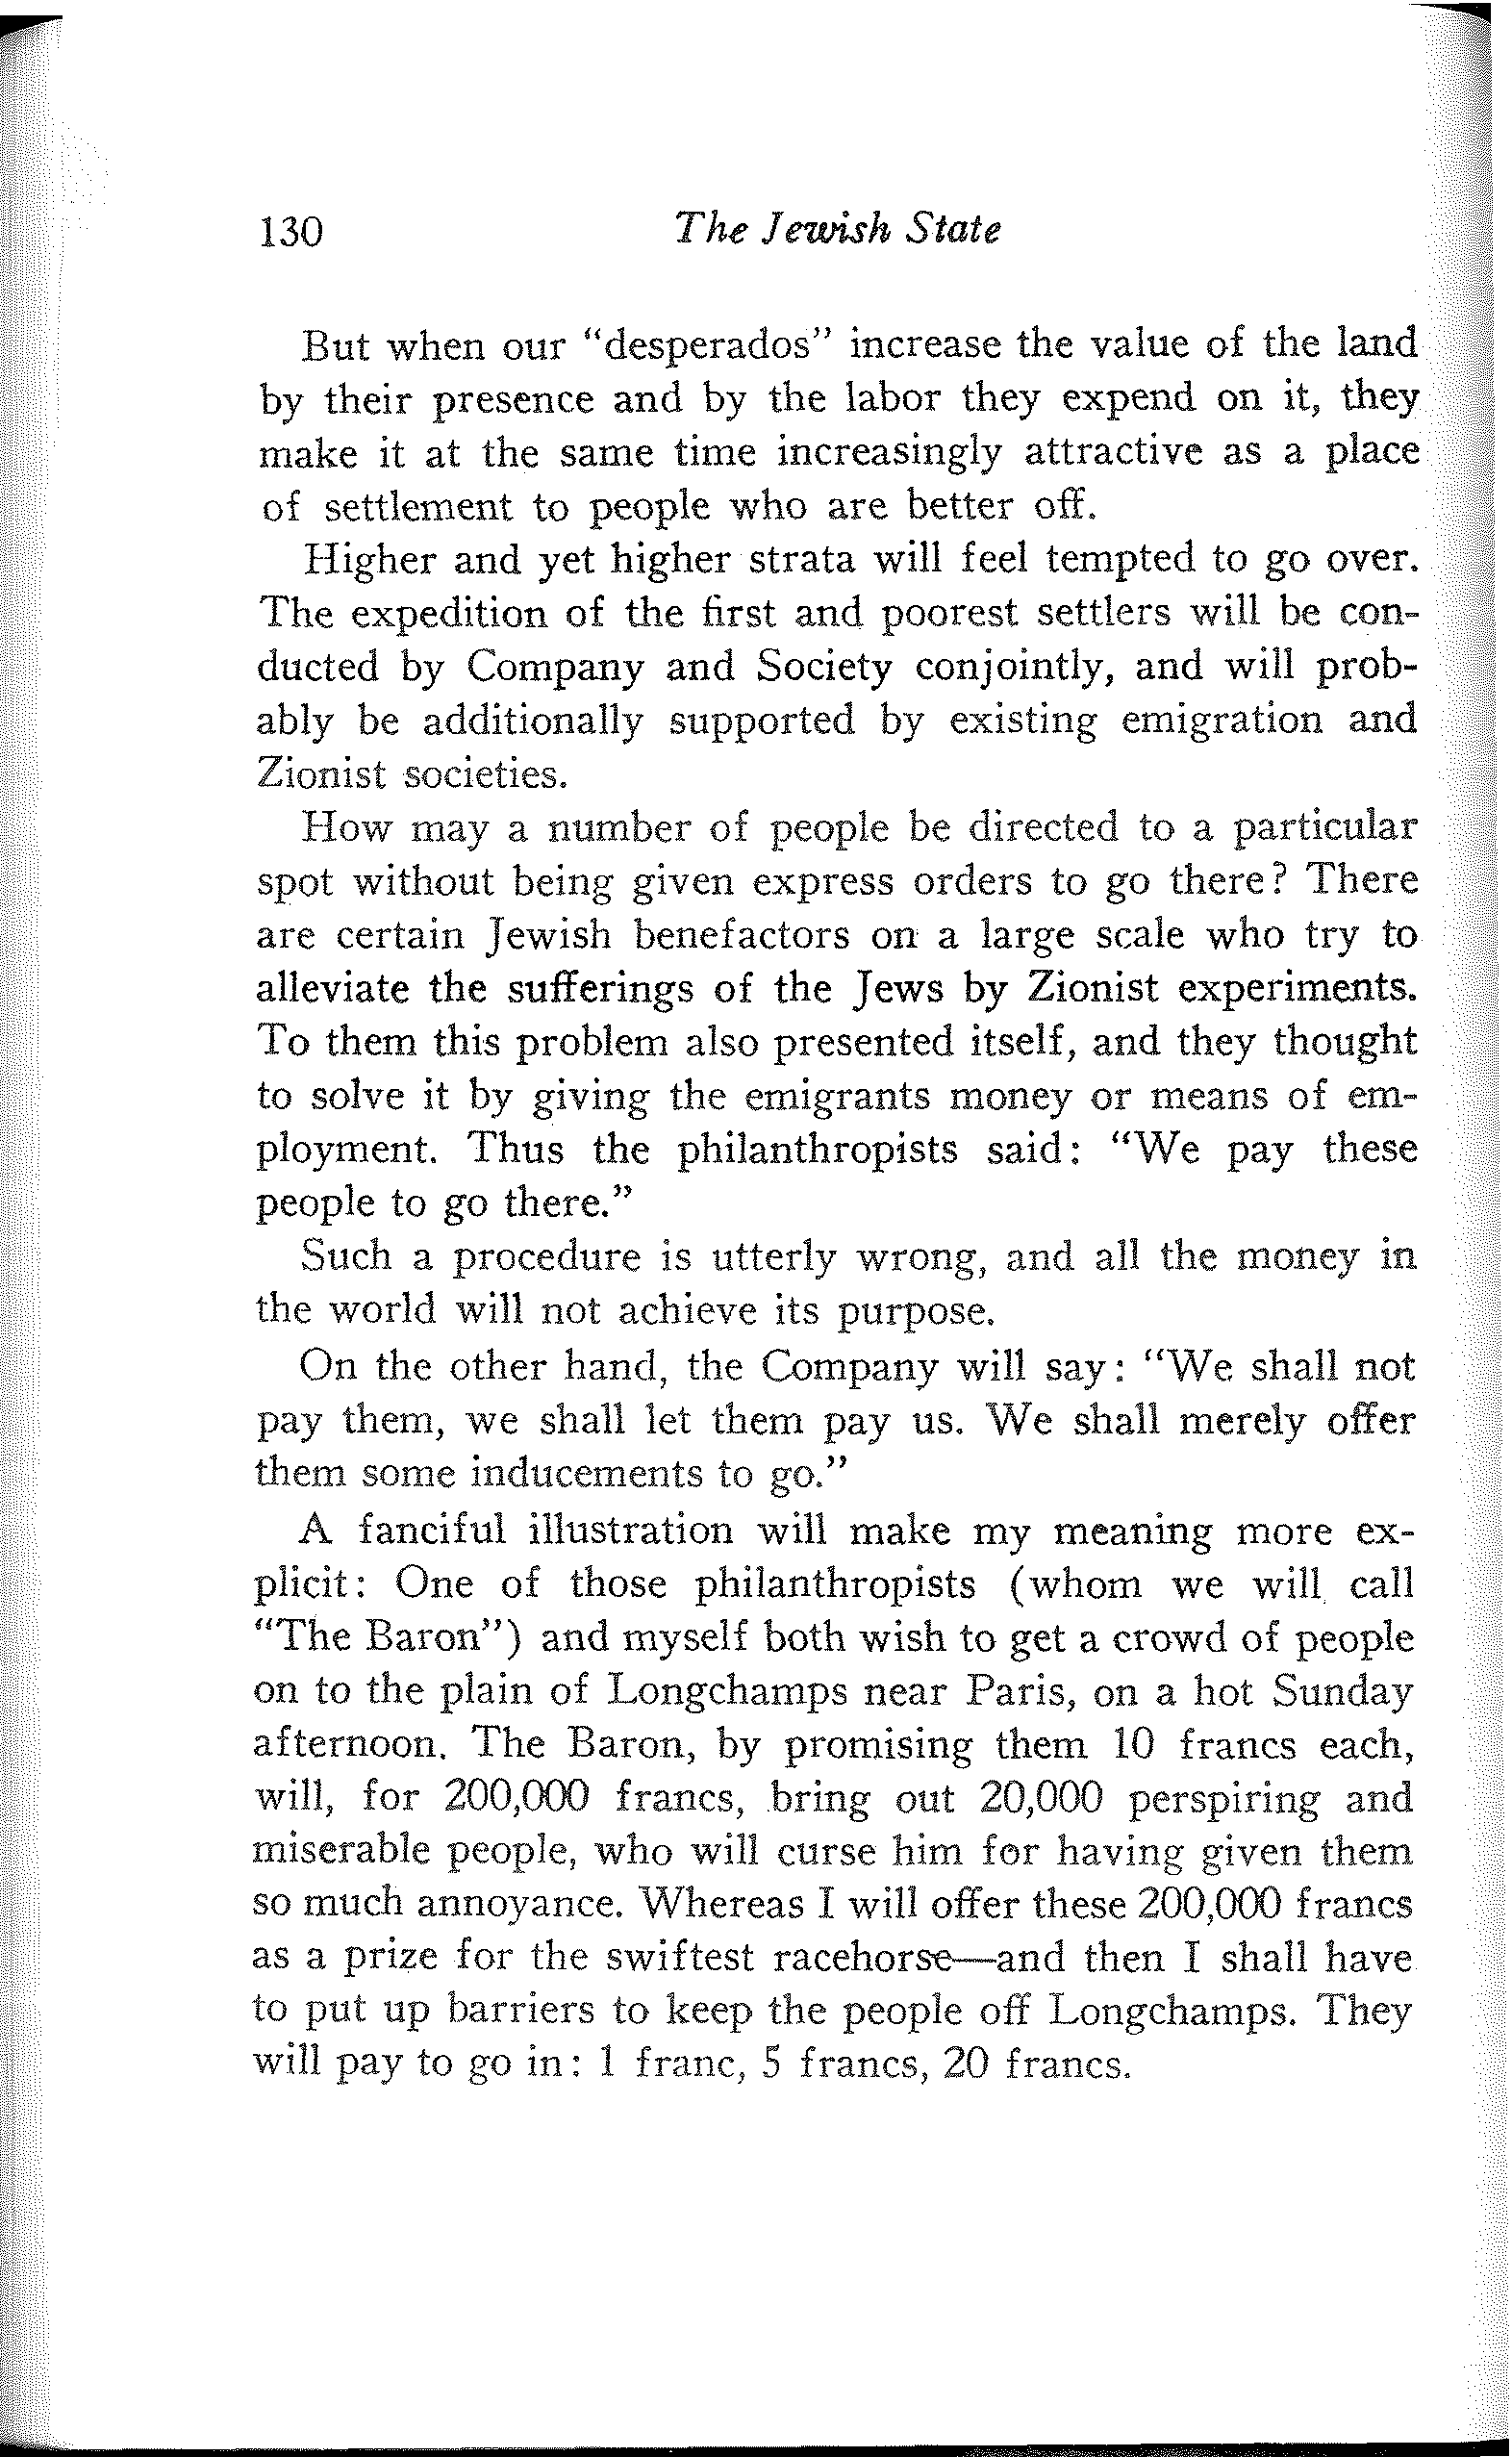 130 The Jewish State
But when our "desperados" increase the value of the land
by their presence and by the labor they expend on it, they
make it at the same time increasingly attractive as a place
of settlement to people who are better off.
Higher and yet higher strata will feel tempted to go over.
The expedition of the first and poorest settlers will be con-
ducted by Company and Society conjointly, and will prob-
ably be additionally supported by existing emigration and
Zionist societies.
How may a number of people be directed to a particular
spot without being given express orders to go there? There
are certain Jewish benefactors on a large scale who try to
alleviate the sufferings of the Jews by Zionist experiments.
To them this problem also presented itself, and they thought
to solve it by giving the emigrants money or means of em-
ployment. Thus the philanthropists said: "We pay these
people to go there."
Such a procedure is utterly wrong, and all the money in
the world will not achieve its purpose.
On the other hand, the Company will say: "We shall not
pay them, we shall let them pay us. We shall merely offer
them some inducements to go."
A fanciful illustration will make my meaning more ex-
plicit: One of those philanthropists (whom we will call
"The Baron") and myself both wish to get a crowd of people
on to the plain of Longchamps near Paris, on a hot Sunday
afternoon. The Baron, by promising them 10 francs each,
will, for 200,000 francs, bring out 20,000 perspiring and
miserable people, who will curse him for having given them
so much annoyance. Whereas I will offer these 200,000 francs
as a prize for the swiftest racehorse—and then I shall have
to put up barriers to keep the people off Longchamps. They
will pay to go in: 1 franc, 5 francs, 20 francs.